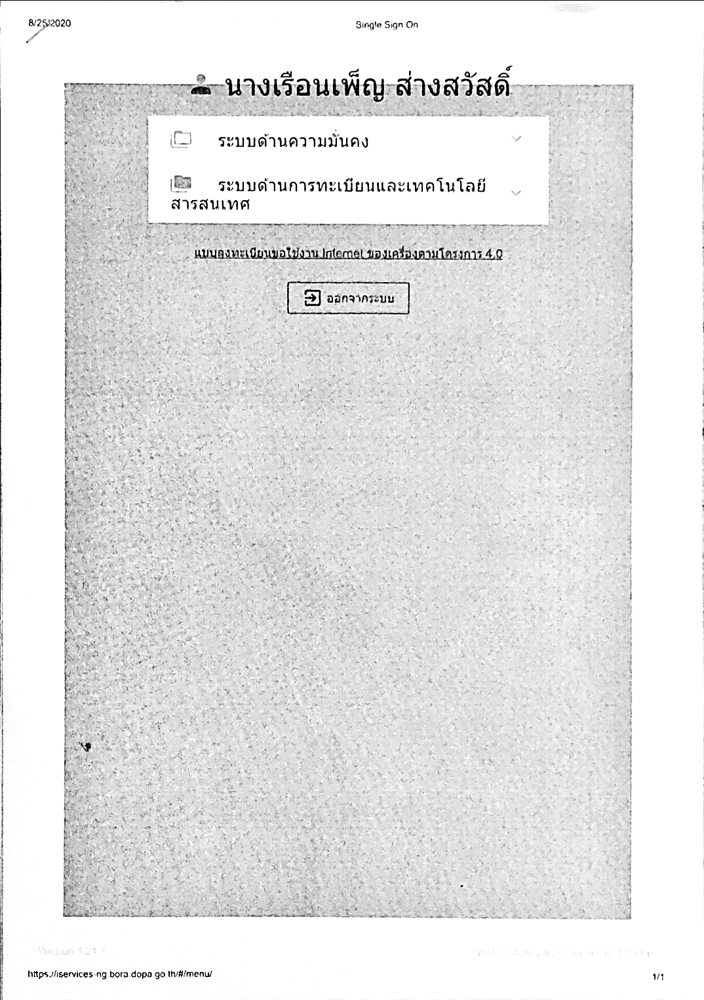 8/25/2020
Single Sign On
นางเรือนเพ็ญ ส่างสวัสดิ์
ระบบด้านความมั่นคง
ระบบด้านการทะเบียนและเทคโนโลยี
สารสนเทศ
แบบลงทะเบียนขอใช้งาน Internet ของเครื่องตามโครงการ 4.0
ออกจากระบบ
Version 1.21.1
https://iservices-ng.bora.dopa.go.th/#/menu/
1/1